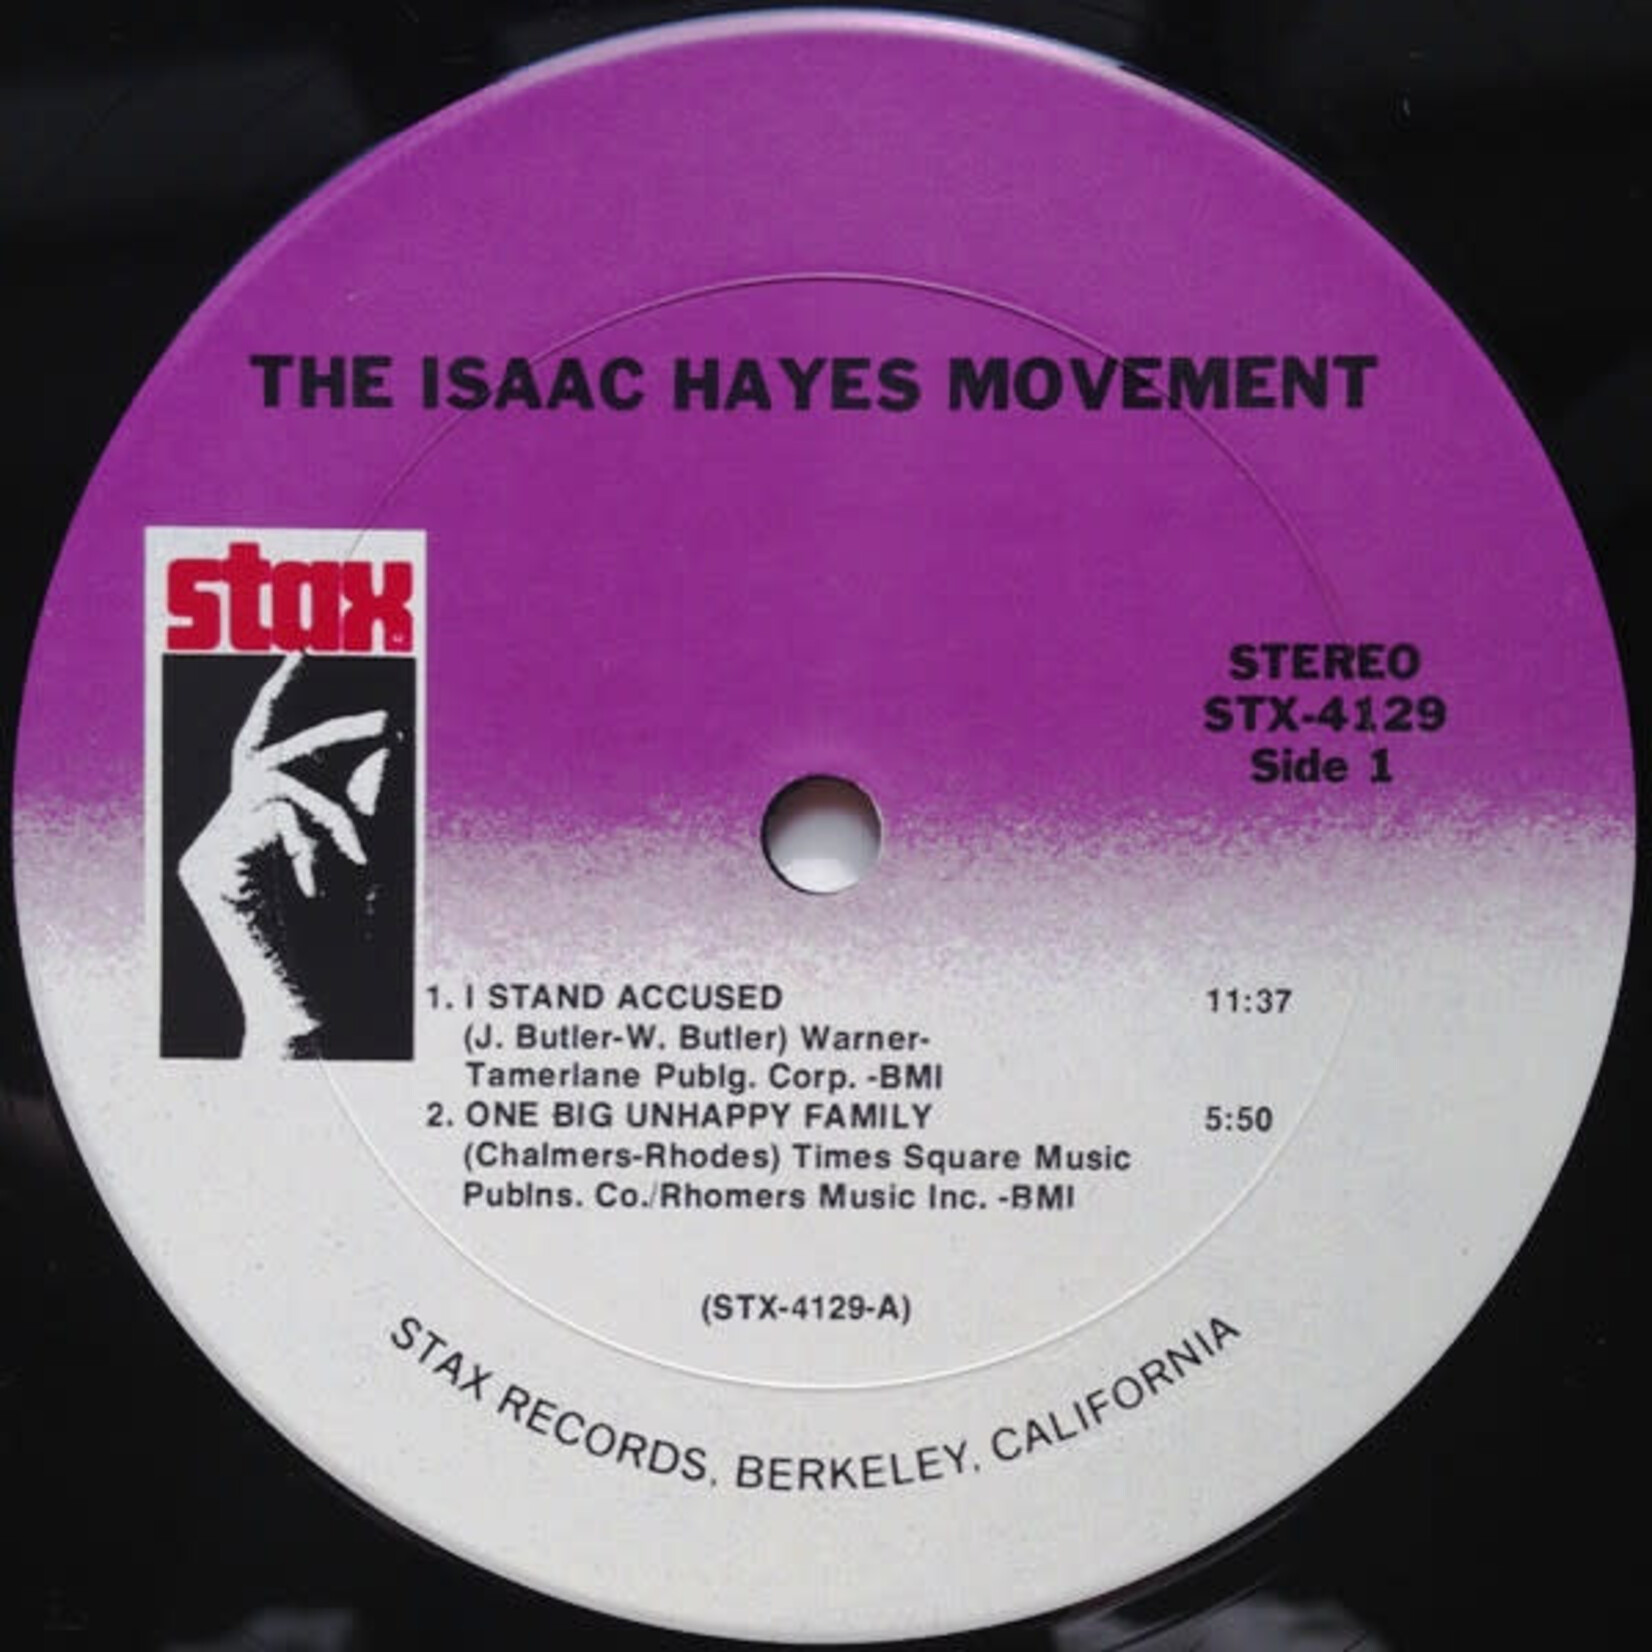 THE ISAAC HAYES MOVEMENT
stax
STEREO
STX-4129
Side 1
1. I STAND ACCUSED 11:37
(J. Butler-W. Butler) Warner-
Tamerlane Publg. Corp. -BMI
2. ONE BIG UNHAPPY FAMILY 5:50
(Chalmers-Rhodes) Times Square Music
Publns. Co./Rhomers Music Inc. -BMI
(STX-4129-A)
STAX RECORDS, BERKELEY, CALIFORNIA